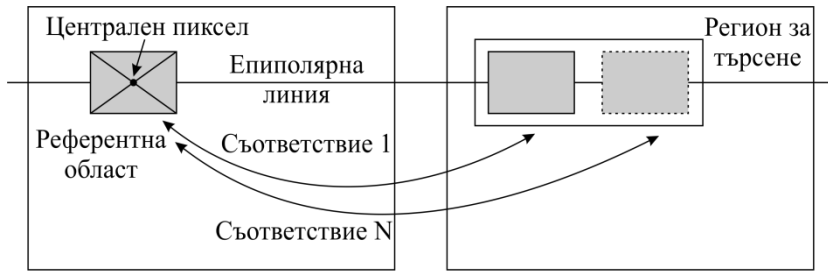 Централен пиксел
Епиполярна
линия
Референтна
област
Съответствие 1
Съответствие N
Регион за
търсене